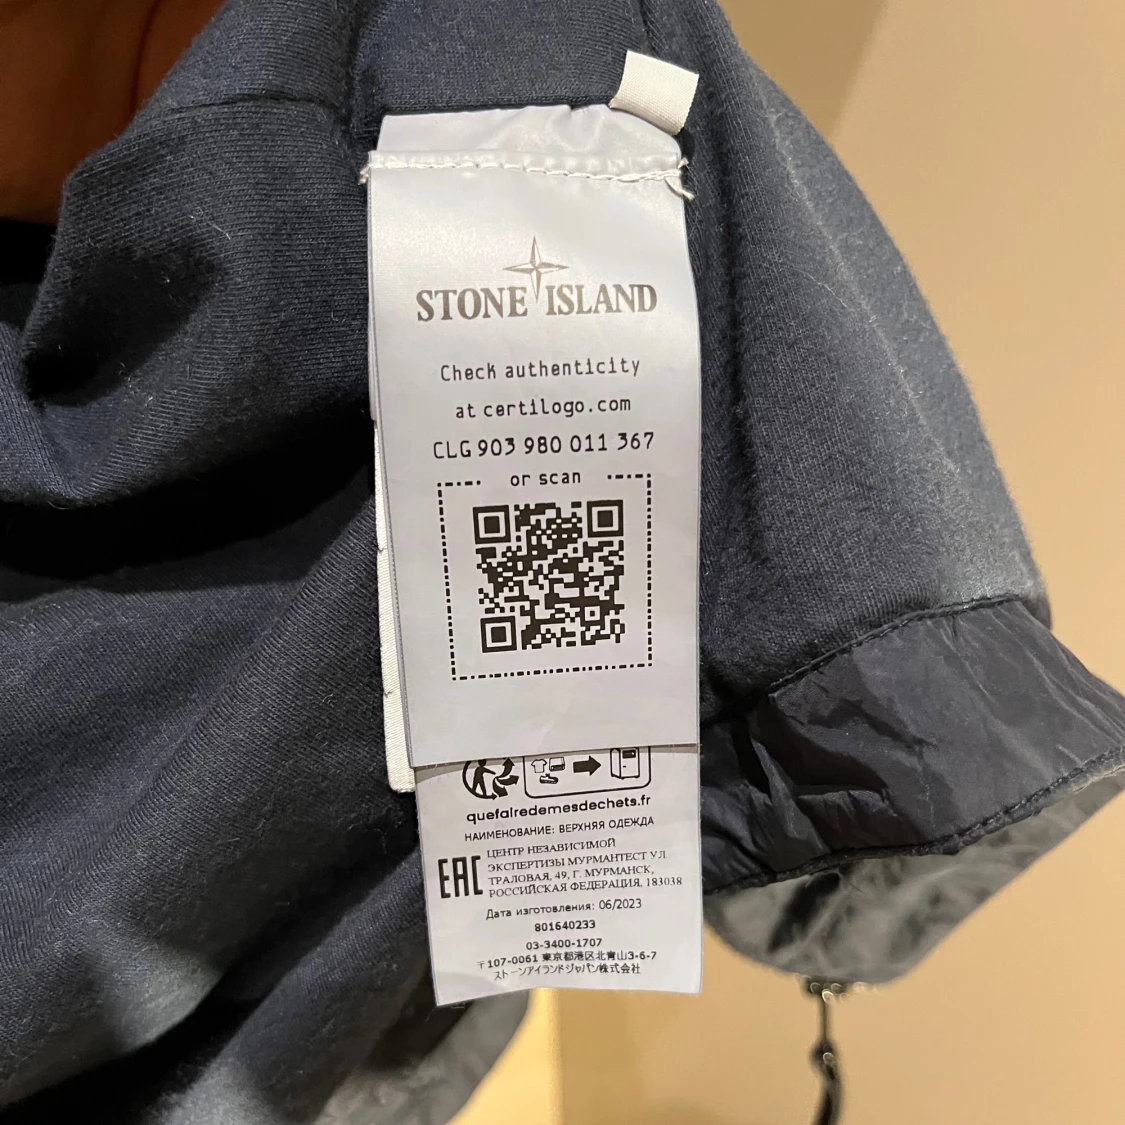 STONE ISLAND
Check authenticity
at certilogo.com
CLG 903 980 011 367
or scan
quefairedemesdechets.fr
НАИМЕНОВАНИЕ: ВЕРХНЯЯ ОДЕЖДА
EAC
ЦЕНТР НЕЗАВИСИМОЙ
ЭКСПЕРТИЗЫ МУРМАНТЕСТ УЛ.
ТРАЛОВАЯ, 49, Г. МУРМАНСК,
РОССИЙСКАЯ ФЕДЕРАЦИЯ, 183038
Дата изготовления: 06/2023
801640233
03-3400-1707
〒107-0061 東京都港区北青山3-6-7
ストーンアイランドジャパン株式会社